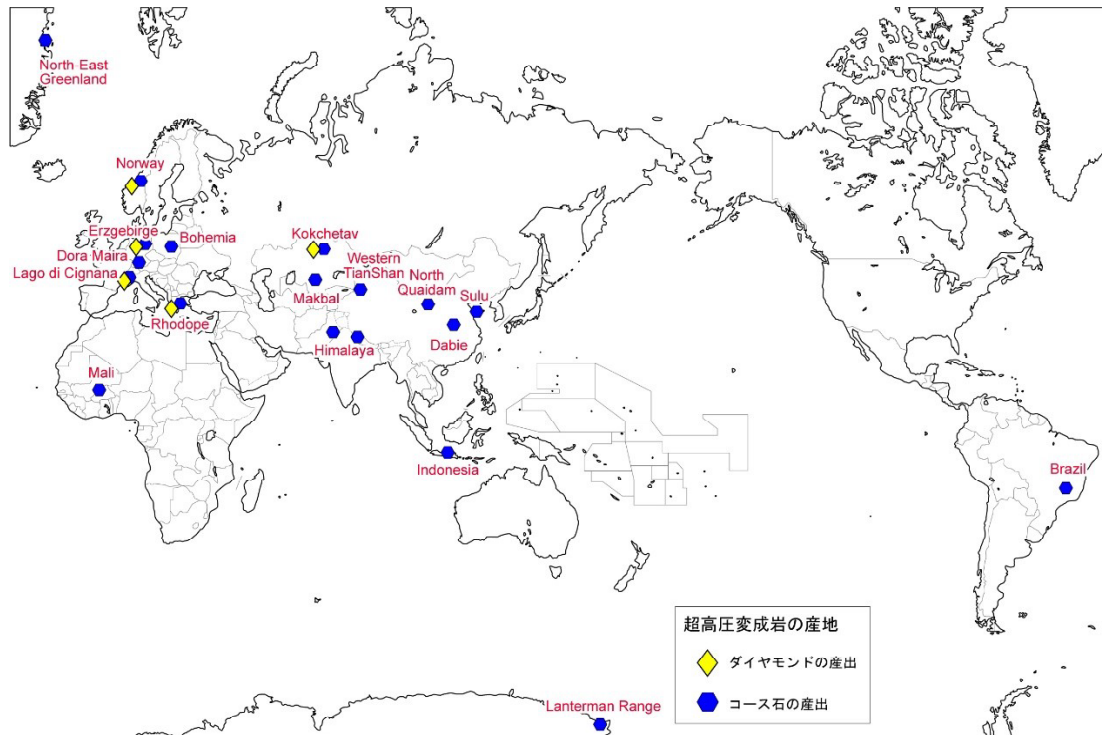 North East
Greenland
Norway
Erzgebirge
Bohemia
Dora Maira
Lago di Cignana
Rhodope
Kokchetav
Western
TianShan
Makbal
North
Quaidam
Sulu
Dabie
Himalaya
Mali
Indonesia
Brazil
Lanterman Range
超高圧変成岩の産地
ダイヤモンドの産出
コース石の産出